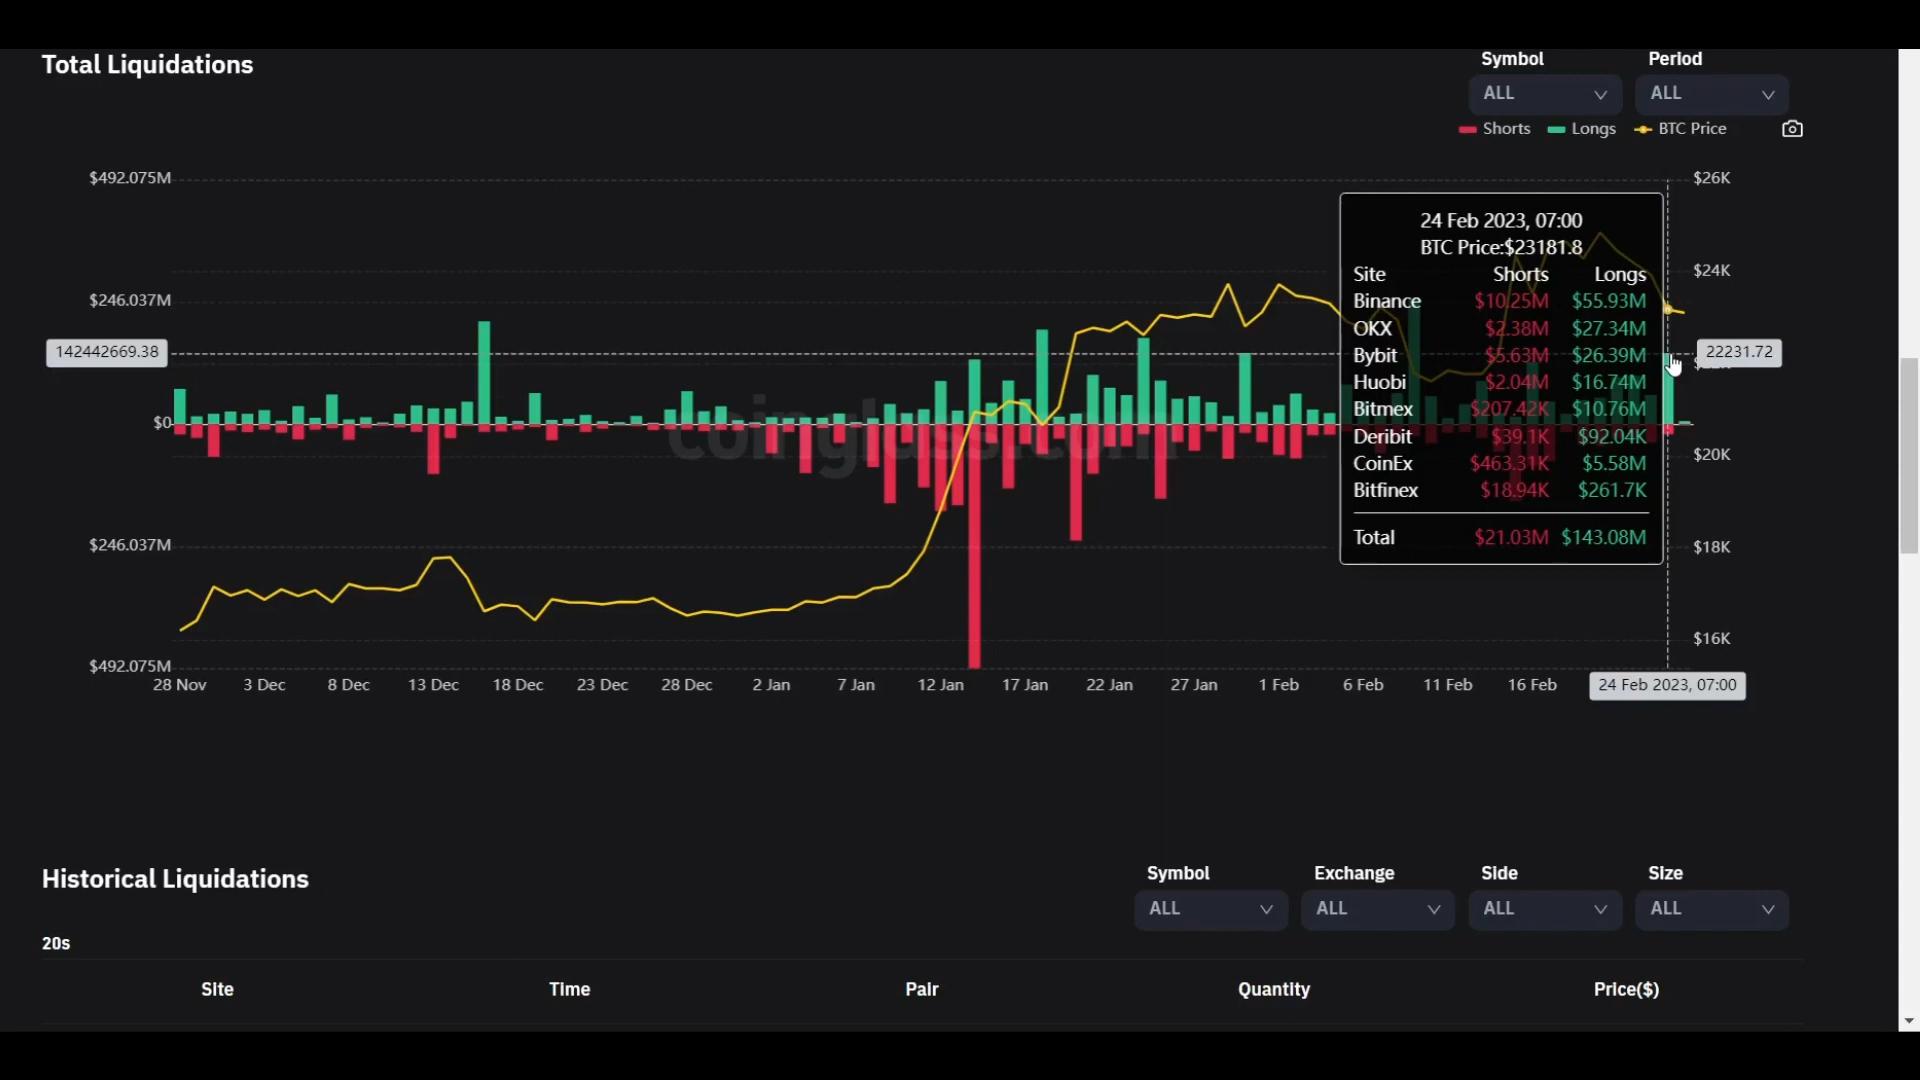 Total Liquidations
Symbol Period
ALL ALL
Shorts Longs BTC Price
$492.075M
$246.037M
142442669.38
$0
$246.037M
$492.075M
$26K
$24K
22231.72
$20K
$18K
$16K
coinglass.com
24 Feb 2023, 07:00
BTC Price:$23181.8
Site Shorts Longs
Binance $10.25M $55.93M
OKX $2.38M $27.34M
Bybit $5.63M $26.39M
Huobi $2.04M $16.74M
Bitmex $207.42K $10.76M
Deribit $39.1K $92.04K
CoinEx $463.31K $5.58M
Bitfinex $18.94K $261.7K
Total $21.03M $143.08M
28 Nov 3 Dec 8 Dec 13 Dec 18 Dec 23 Dec 28 Dec 2 Jan 7 Jan 12 Jan 17 Jan 22 Jan 27 Jan 1 Feb 6 Feb 11 Feb 16 Feb 24 Feb 2023, 07:00
Historical Liquidations
Symbol Exchange Side Size
ALL ALL ALL ALL
20s
Site Time Pair Quantity Price($)